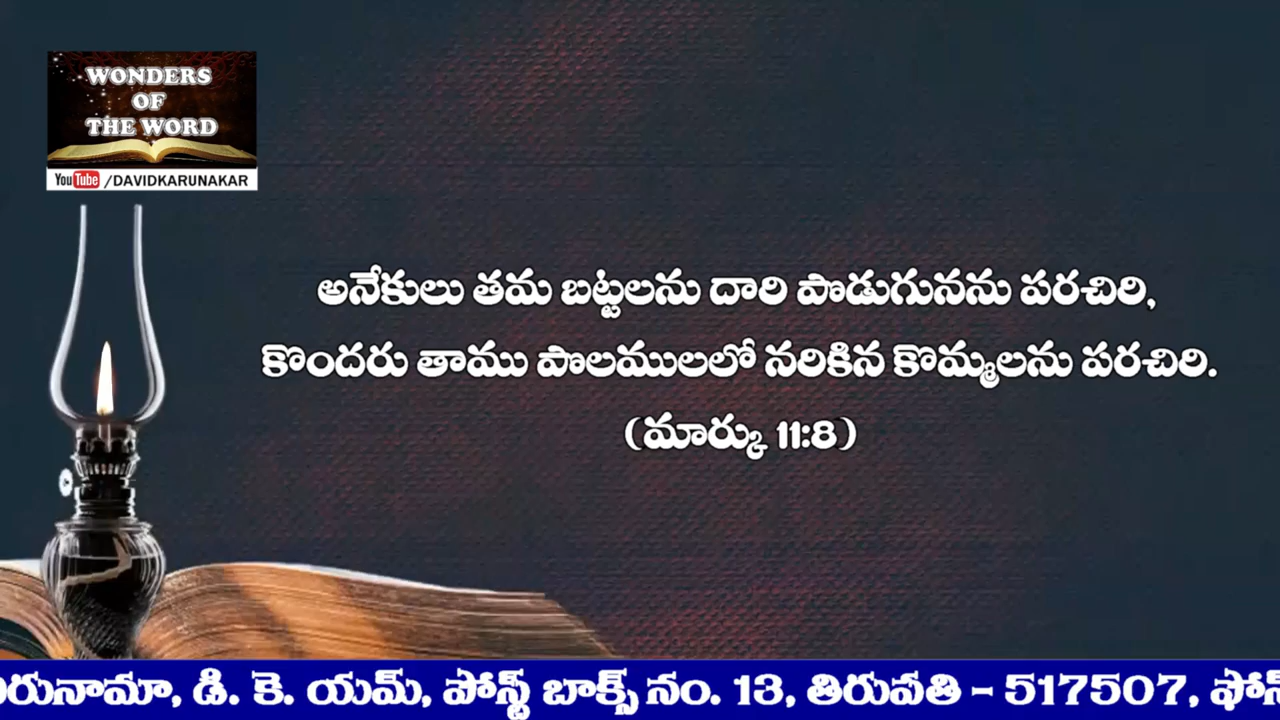 WONDERS
OF
THE WORD
YouTube /DAVIDKARUNAKAR
అనేకులు తమ బట్టలను దారి పొడుగునను పరచిరి,
కొందరు తాము పొలములలో నరికిన కొమ్మలను పరచిరి.
(మార్కు 11:8)
డి. కె. యమ్, పోస్ట్ బాక్స్ నం. 13, తిరుపతి - 517507,